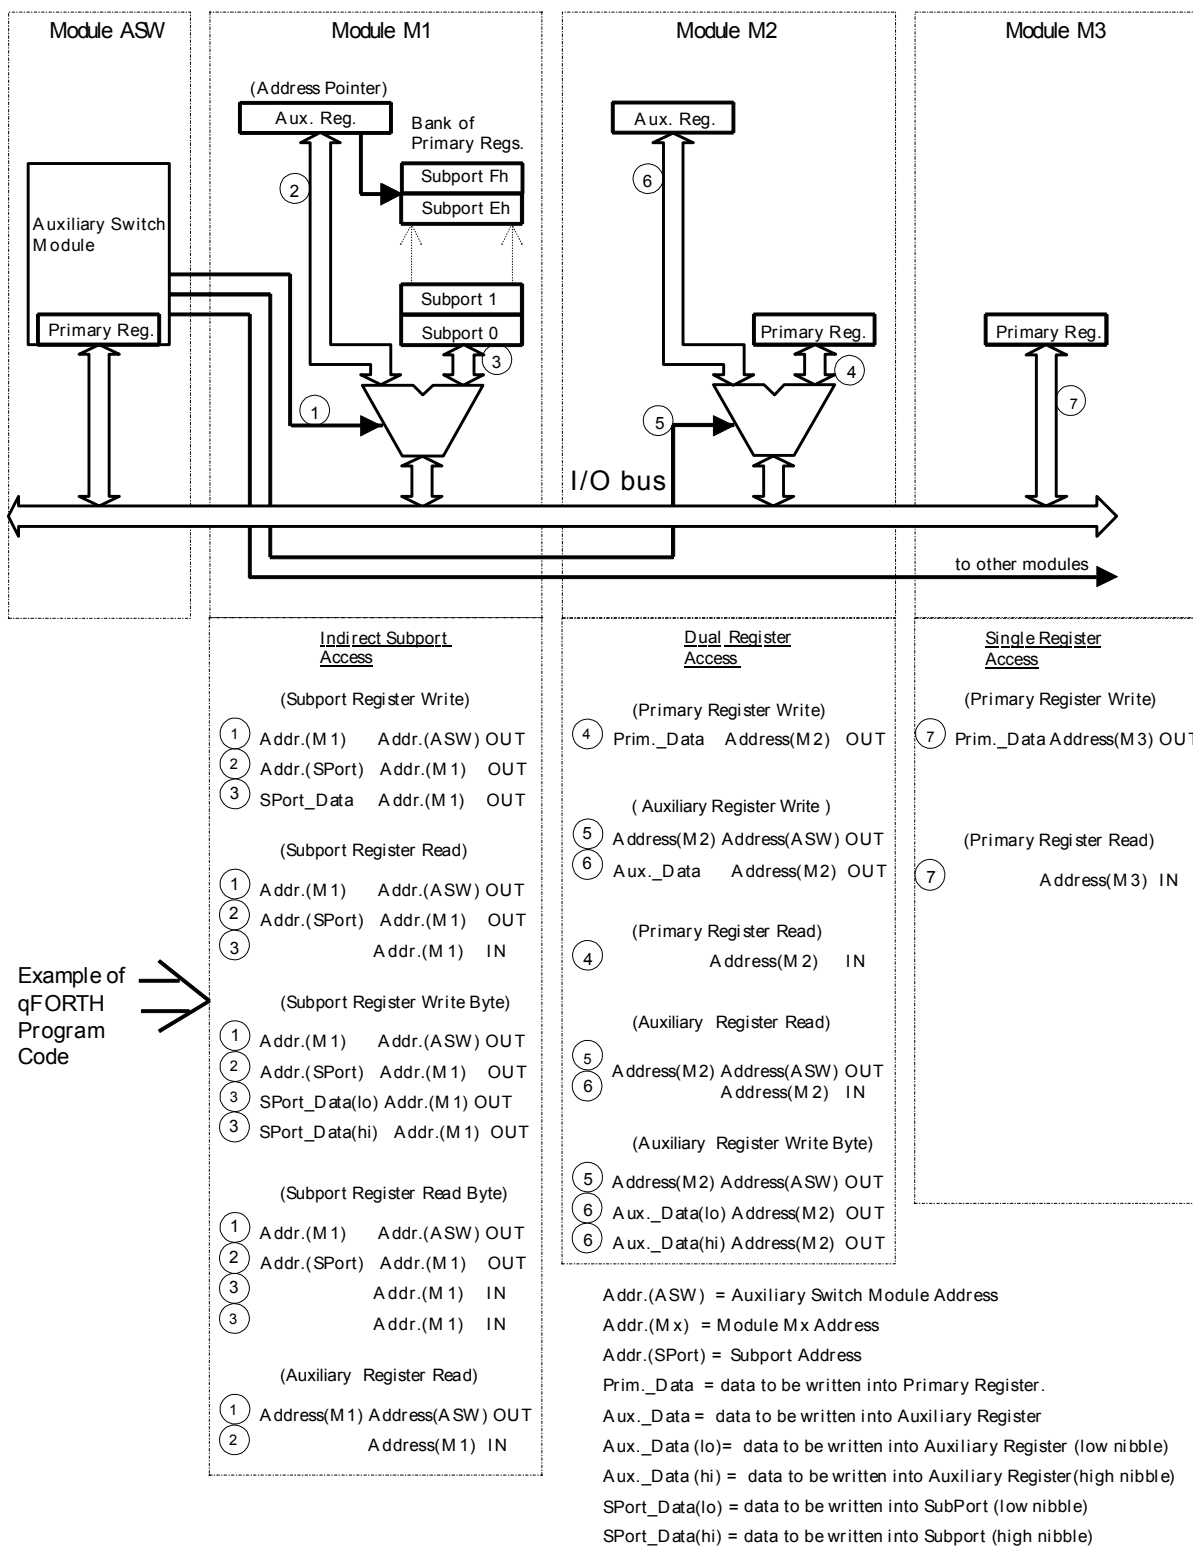 Module ASW
Module M1
Module M2
Module M3
(Address Pointer)
Aux. Reg.
Bank of
Primary Regs.
Subport Fh
Subport Eh
Subport 1
Subport 0
Auxiliary Switch
Module
Primary Reg.
Aux. Reg.
Primary Reg.
Primary Reg.
2
6
3
4
1
5
7
I/O bus
to other modules
Example of
qFORTH
Program
Code
Indirect Subport
Access
(Subport Register Write)
1 Addr.(M1) Addr.(ASW) OUT
2 Addr.(SPort) Addr.(M1) OUT
3 SPort_Data Addr.(M1) OUT
(Subport Register Read)
1 Addr.(M1) Addr.(ASW) OUT
2 Addr.(SPort) Addr.(M1) OUT
3 Addr.(M1) IN
(Subport Register Write Byte)
1 Addr.(M1) Addr.(ASW) OUT
2 Addr.(SPort) Addr.(M1) OUT
3 SPort_Data(lo) Addr.(M1) OUT
3 SPort_Data(hi) Addr.(M1) OUT
(Subport Register Read Byte)
1 Addr.(M1) Addr.(ASW) OUT
2 Addr.(SPort) Addr.(M1) OUT
3 Addr.(M1) IN
3 Addr.(M1) IN
(Auxiliary Register Read)
1 Address(M1) Address(ASW) OUT
2 Address(M1) IN
Dual Register
Access
(Primary Register Write)
4 Prim._Data Address(M2) OUT
( Auxiliary Register Write )
5 Address(M2) Address(ASW) OUT
6 Aux._Data Address(M2) OUT
(Primary Register Read)
4 Address(M2) IN
(Auxiliary Register Read)
5 Address(M2) Address(ASW) OUT
6 Address(M2) IN
(Auxiliary Register Write Byte)
5 Address(M2) Address(ASW) OUT
6 Aux._Data(lo) Address(M2) OUT
6 Aux._Data(hi) Address(M2) OUT
Single Register
Access
(Primary Register Write)
7 Prim._Data Address(M3) OUT
(Primary Register Read)
7 Address(M3) IN
Addr.(ASW) = Auxiliary Switch Module Address
Addr.(Mx) = Module Mx Address
Addr.(SPort) = Subport Address
Prim._Data = data to be written into Primary Register.
Aux._Data = data to be written into Auxiliary Register
Aux._Data (lo)= data to be written into Auxiliary Register (low nibble)
Aux._Data (hi) = data to be written into Auxiliary Register(high nibble)
SPort_Data(lo) = data to be written into SubPort (low nibble)
SPort_Data(hi) = data to be written into Subport (high nibble)